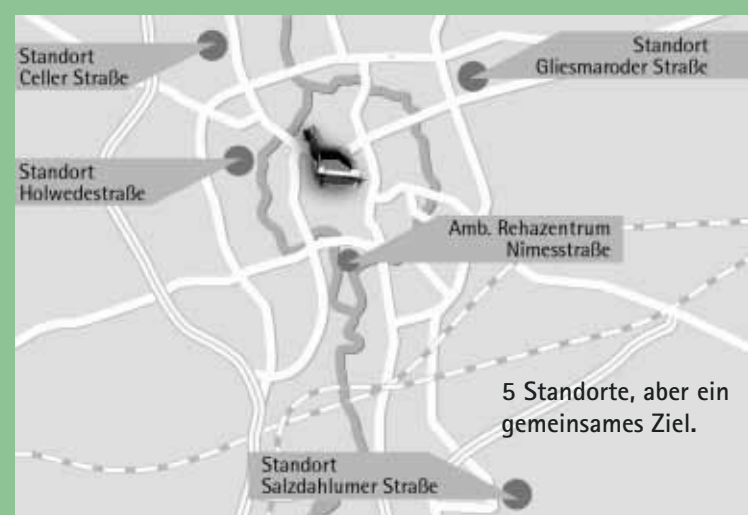 Standort
Celler Straße
Standort
Gliesmaroder Straße
Standort
Holwedestraße
Amb. Rehazentrum
Nîmesstraße
5 Standorte, aber ein
gemeinsames Ziel.
Standort
Salzdahlumer Straße